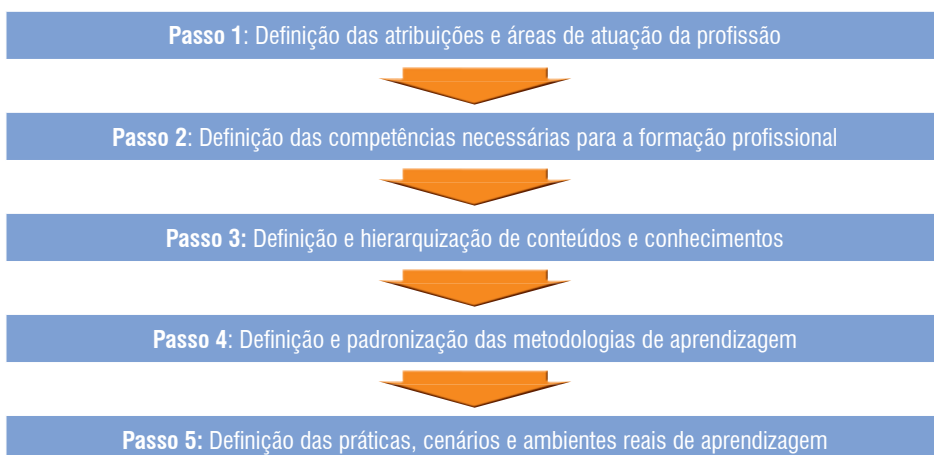 Passo 1: Definição das atribuições e áreas de atuação da profissão
Passo 2: Definição das competências necessárias para a formação profissional
Passo 3: Definição e hierarquização de conteúdos e conhecimentos
Passo 4: Definição e padronização das metodologias de aprendizagem
Passo 5: Definição das práticas, cenários e ambientes reais de aprendizagem